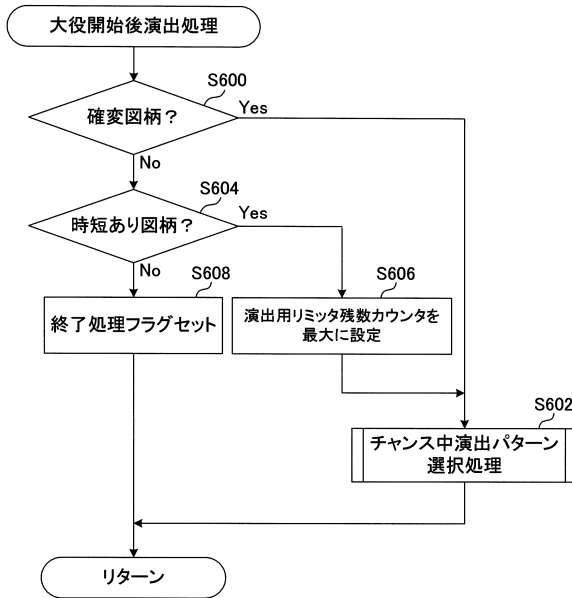 大役開始後演出処理
S600
確変図柄?
Yes
No
S604
時短あり図柄?
Yes
No
S608
終了処理フラグセット
S606
演出用リミッタ残数カウンタを
最大に設定
S602
チャンス中演出パターン
選択処理
リターン